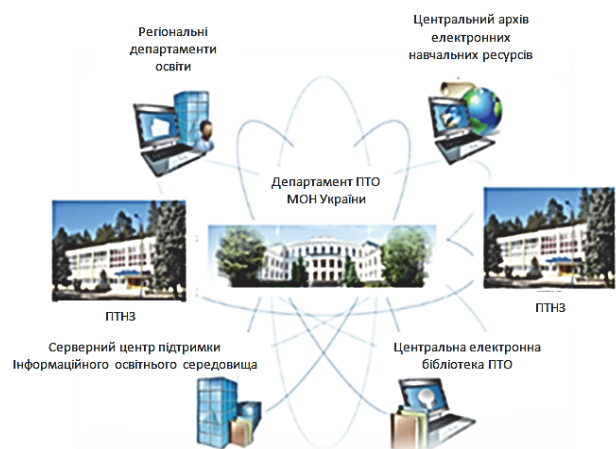 Регіональні
департаменти
освіти
Центральний архів
електронних
навчальних ресурсів
Департамент ПТО
МОН України
ПТНЗ
ПТНЗ
Серверний центр підтримки
Інформаційного освітнього середовища
Центральна електронна
бібліотека ПТО